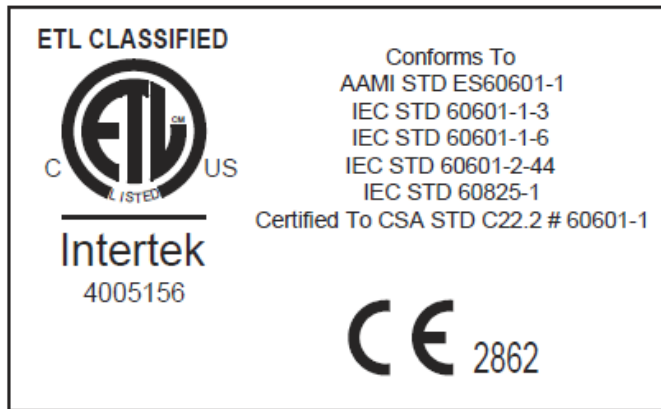 ETL CLASSIFIED
ETL CM
C US
LISTED
Intertek
4005156
Conforms To
AAMI STD ES60601-1
IEC STD 60601-1-3
IEC STD 60601-1-6
IEC STD 60601-2-44
IEC STD 60825-1
Certified To CSA STD C22.2 # 60601-1
CE 2862